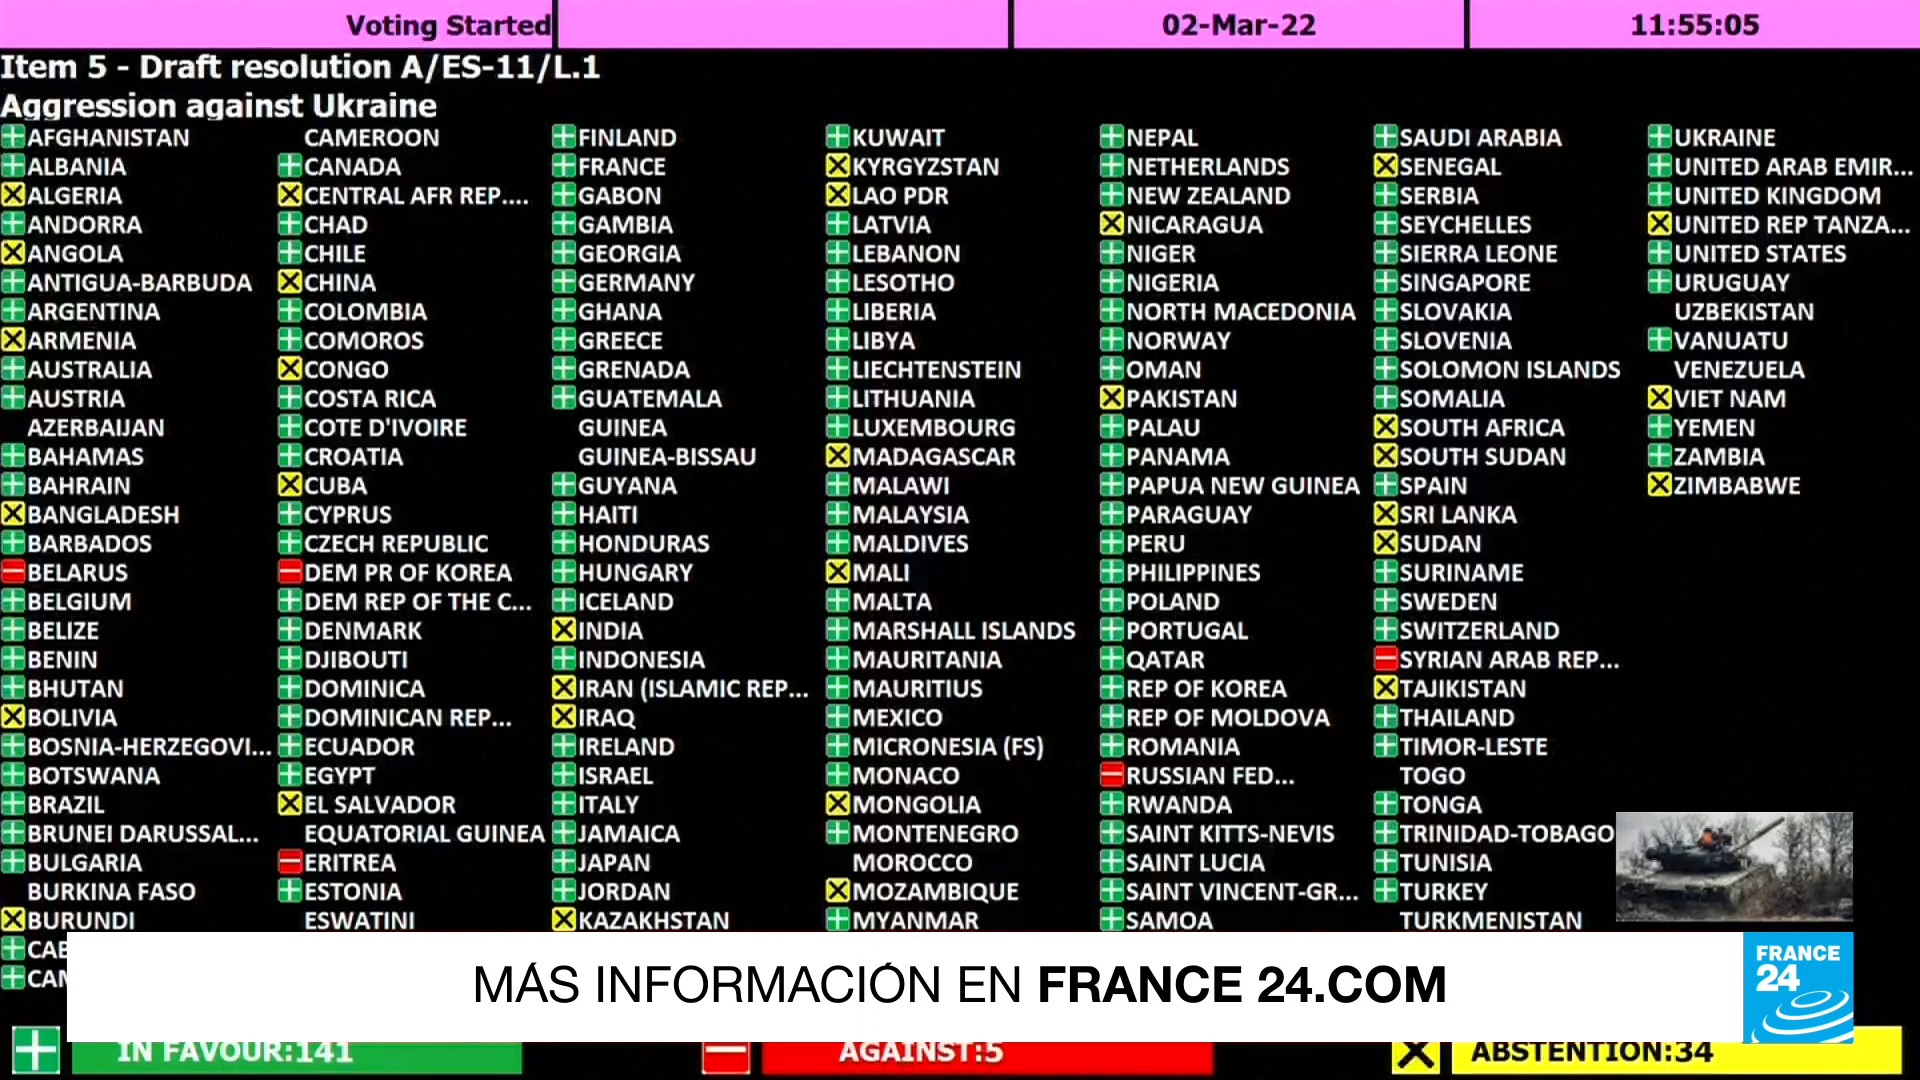 Voting Started 02-Mar-22 11:55:05
Item 5 - Draft resolution A/ES-11/L.1
Aggression against Ukraine
AFGHANISTAN
ALBANIA
ALGERIA
ANDORRA
ANGOLA
ANTIGUA-BARBUDA
ARGENTINA
ARMENIA
AUSTRALIA
AUSTRIA
AZERBAIJAN
BAHAMAS
BAHRAIN
BANGLADESH
BARBADOS
BELARUS
BELGIUM
BELIZE
BENIN
BHUTAN
BOLIVIA
BOSNIA-HERZEGOVI...
BOTSWANA
BRAZIL
BRUNEI DARUSSAL...
BULGARIA
BURKINA FASO
BURUNDI
CAMEROON
CANADA
CENTRAL AFR REP....
CHAD
CHILE
CHINA
COLOMBIA
COMOROS
CONGO
COSTA RICA
COTE D'IVOIRE
CROATIA
CUBA
CYPRUS
CZECH REPUBLIC
DEM PR OF KOREA
DEM REP OF THE C...
DENMARK
DJIBOUTI
DOMINICA
DOMINICAN REP...
ECUADOR
EGYPT
EL SALVADOR
EQUATORIAL GUINEA
ERITREA
ESTONIA
ESWATINI
FINLAND
FRANCE
GABON
GAMBIA
GEORGIA
GERMANY
GHANA
GREECE
GRENADA
GUATEMALA
GUINEA
GUINEA-BISSAU
GUYANA
HAITI
HONDURAS
HUNGARY
ICELAND
INDIA
INDONESIA
IRAN (ISLAMIC REP...
IRAQ
IRELAND
ISRAEL
ITALY
JAMAICA
JAPAN
JORDAN
KAZAKHSTAN
KUWAIT
KYRGYZSTAN
LAO PDR
LATVIA
LEBANON
LESOTHO
LIBERIA
LIBYA
LIECHTENSTEIN
LITHUANIA
LUXEMBOURG
MADAGASCAR
MALAWI
MALAYSIA
MALDIVES
MALI
MALTA
MARSHALL ISLANDS
MAURITANIA
MAURITIUS
MEXICO
MICRONESIA (FS)
MONACO
MONGOLIA
MONTENEGRO
MOROCCO
MOZAMBIQUE
MYANMAR
NEPAL
NETHERLANDS
NEW ZEALAND
NICARAGUA
NIGER
NIGERIA
NORTH MACEDONIA
NORWAY
OMAN
PAKISTAN
PALAU
PANAMA
PAPUA NEW GUINEA
PARAGUAY
PERU
PHILIPPINES
POLAND
PORTUGAL
QATAR
REP OF KOREA
REP OF MOLDOVA
ROMANIA
RUSSIAN FED...
RWANDA
SAINT KITTS-NEVIS
SAINT LUCIA
SAINT VINCENT-GR...
SAMOA
SAUDI ARABIA
SENEGAL
SERBIA
SEYCHELLES
SIERRA LEONE
SINGAPORE
SLOVAKIA
SLOVENIA
SOLOMON ISLANDS
SOMALIA
SOUTH AFRICA
SOUTH SUDAN
SPAIN
SRI LANKA
SUDAN
SURINAME
SWEDEN
SWITZERLAND
SYRIAN ARAB REP...
TAJIKISTAN
THAILAND
TIMOR-LESTE
TOGO
TONGA
TRINIDAD-TOBAGO
TUNISIA
TURKEY
TURKMENISTAN
UKRAINE
UNITED ARAB EMIR...
UNITED KINGDOM
UNITED REP TANZA...
UNITED STATES
URUGUAY
UZBEKISTAN
VANUATU
VENEZUELA
VIET NAM
YEMEN
ZAMBIA
ZIMBABWE
MÁS INFORMACIÓN EN FRANCE 24.COM
FRANCE
24
IN FAVOUR:141 AGAINST:5 ABSTENTION:34